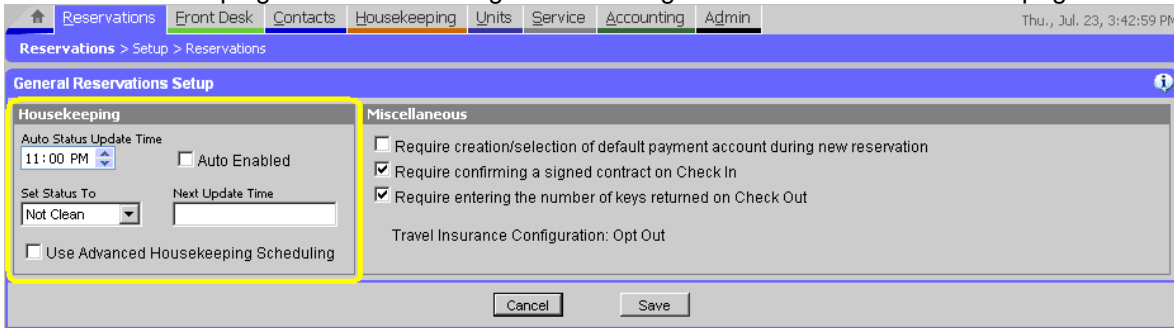 Reservations Front Desk Contacts Housekeeping Units Service Accounting Admin Thu., Jul. 23, 3:42:59 PM
Reservations > Setup > Reservations
General Reservations Setup
Housekeeping
Auto Status Update Time
11:00 PM Auto Enabled
Set Status To Next Update Time
Not Clean
Use Advanced Housekeeping Scheduling
Miscellaneous
Require creation/selection of default payment account during new reservation
Require confirming a signed contract on Check In
Require entering the number of keys returned on Check Out
Travel Insurance Configuration: Opt Out
Cancel Save